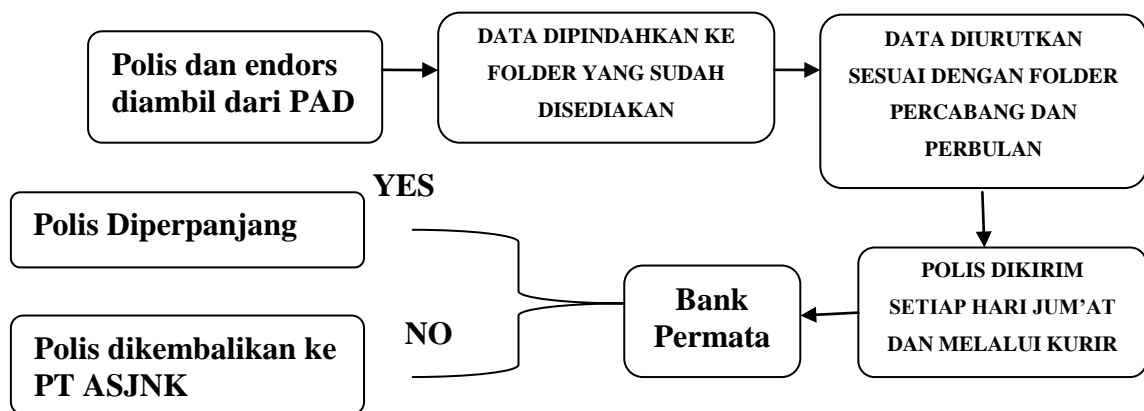 Polis dan endors
diambil dari PAD
DATA DIPINDAHKAN KE
FOLDER YANG SUDAH
DISEDIAKAN
DATA DIURUTKAN
SESUAI DENGAN FOLDER
PERCABANG DAN
PERBULAN
POLIS DIKIRIM
SETIAP HARI JUM’AT
DAN MELALUI KURIR
Bank
Permata
YES
Polis Diperpanjang
NO
Polis dikembalikan ke
PT ASJNK